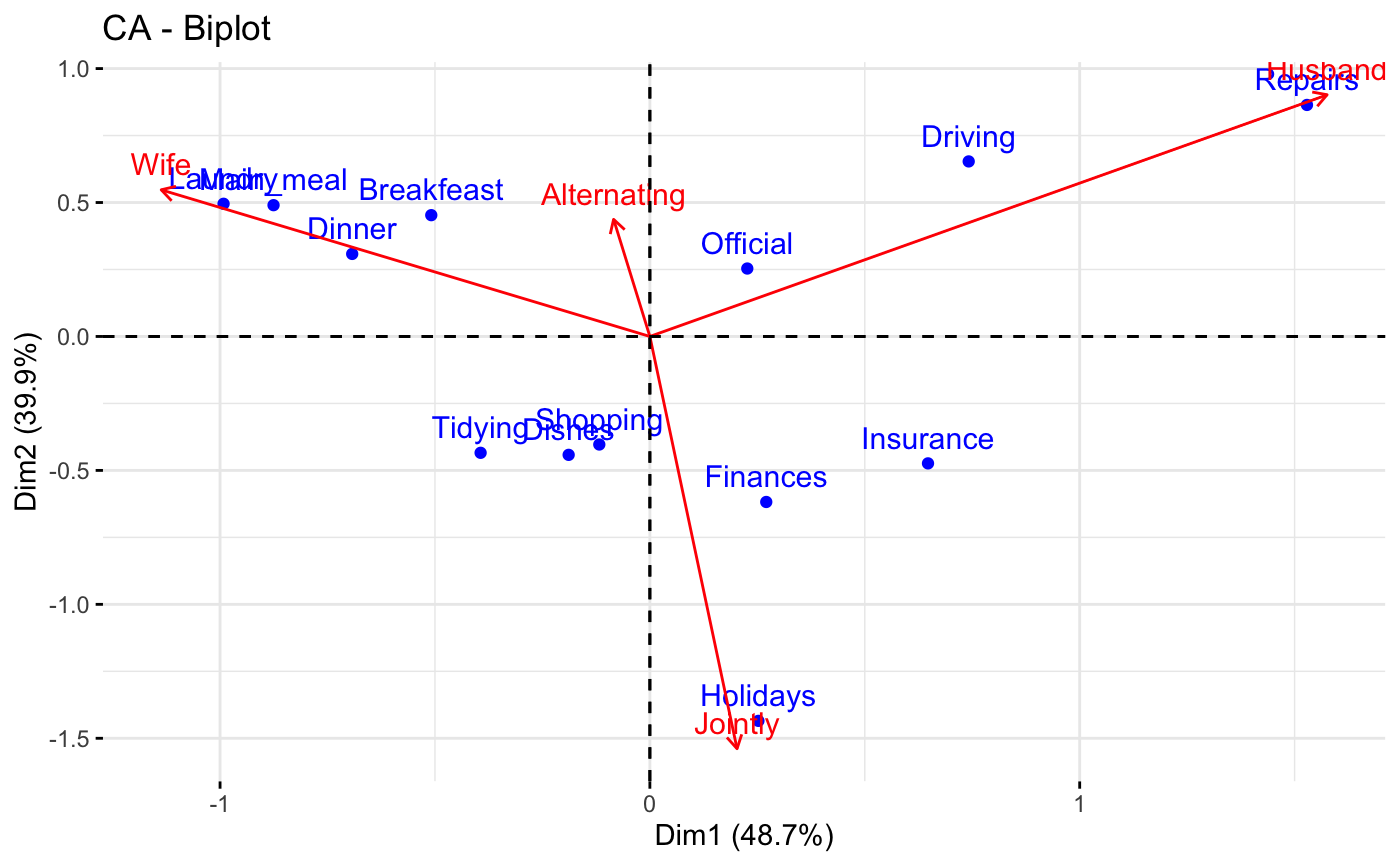 CA - Biplot
1.0
Husband
Repairs
Driving
Wife
Laundry
Main_meal
Breakfeast
Alternating
0.5
Dinner
Official
0.0
Dim2 (39.9%)
Shopping
Tidying
Dishes
Insurance
-0.5
Finances
-1.0
Holidays
Jointly
-1.5
-1
0
1
Dim1 (48.7%)